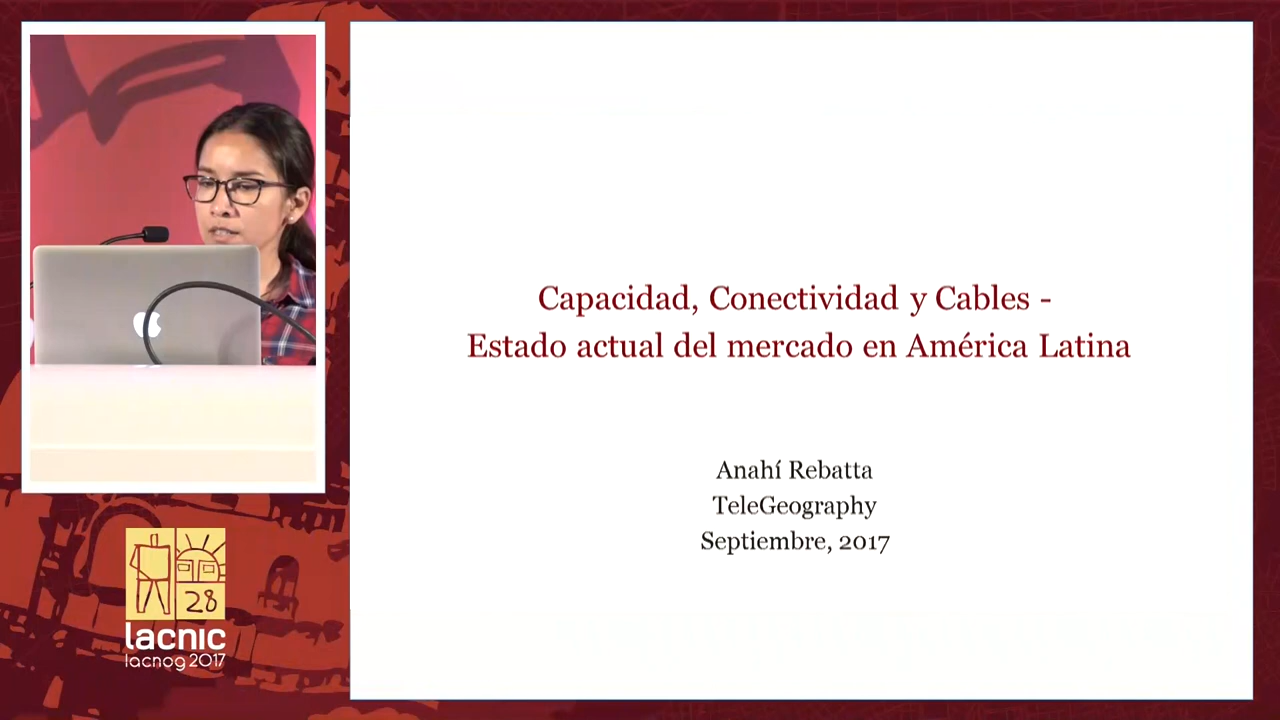 Capacidad, Conectividad y Cables -
Estado actual del mercado en América Latina
Anahí Rebatta
TeleGeography
Septiembre, 2017
28
lacnic
lacnog 2017